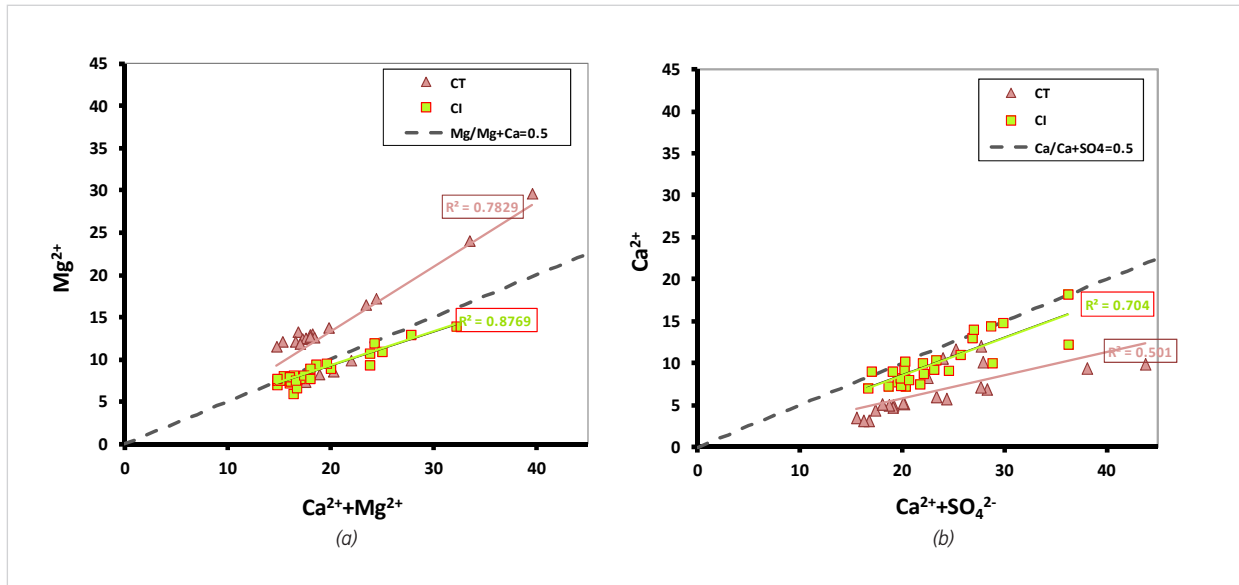 45
40
35
30
25
20
15
10
5
0
Mg²⁺
CT
CI
Mg/Mg+Ca=0.5
R² = 0.7829
R² = 0.8769
0 10 20 30 40
Ca²⁺+Mg²⁺
(a)
45
40
35
30
25
20
15
10
5
0
Ca²⁺
CT
CI
Ca/Ca+SO4=0.5
R² = 0.704
R² = 0.501
0 10 20 30 40
Ca²⁺+SO₄²⁻
(b)